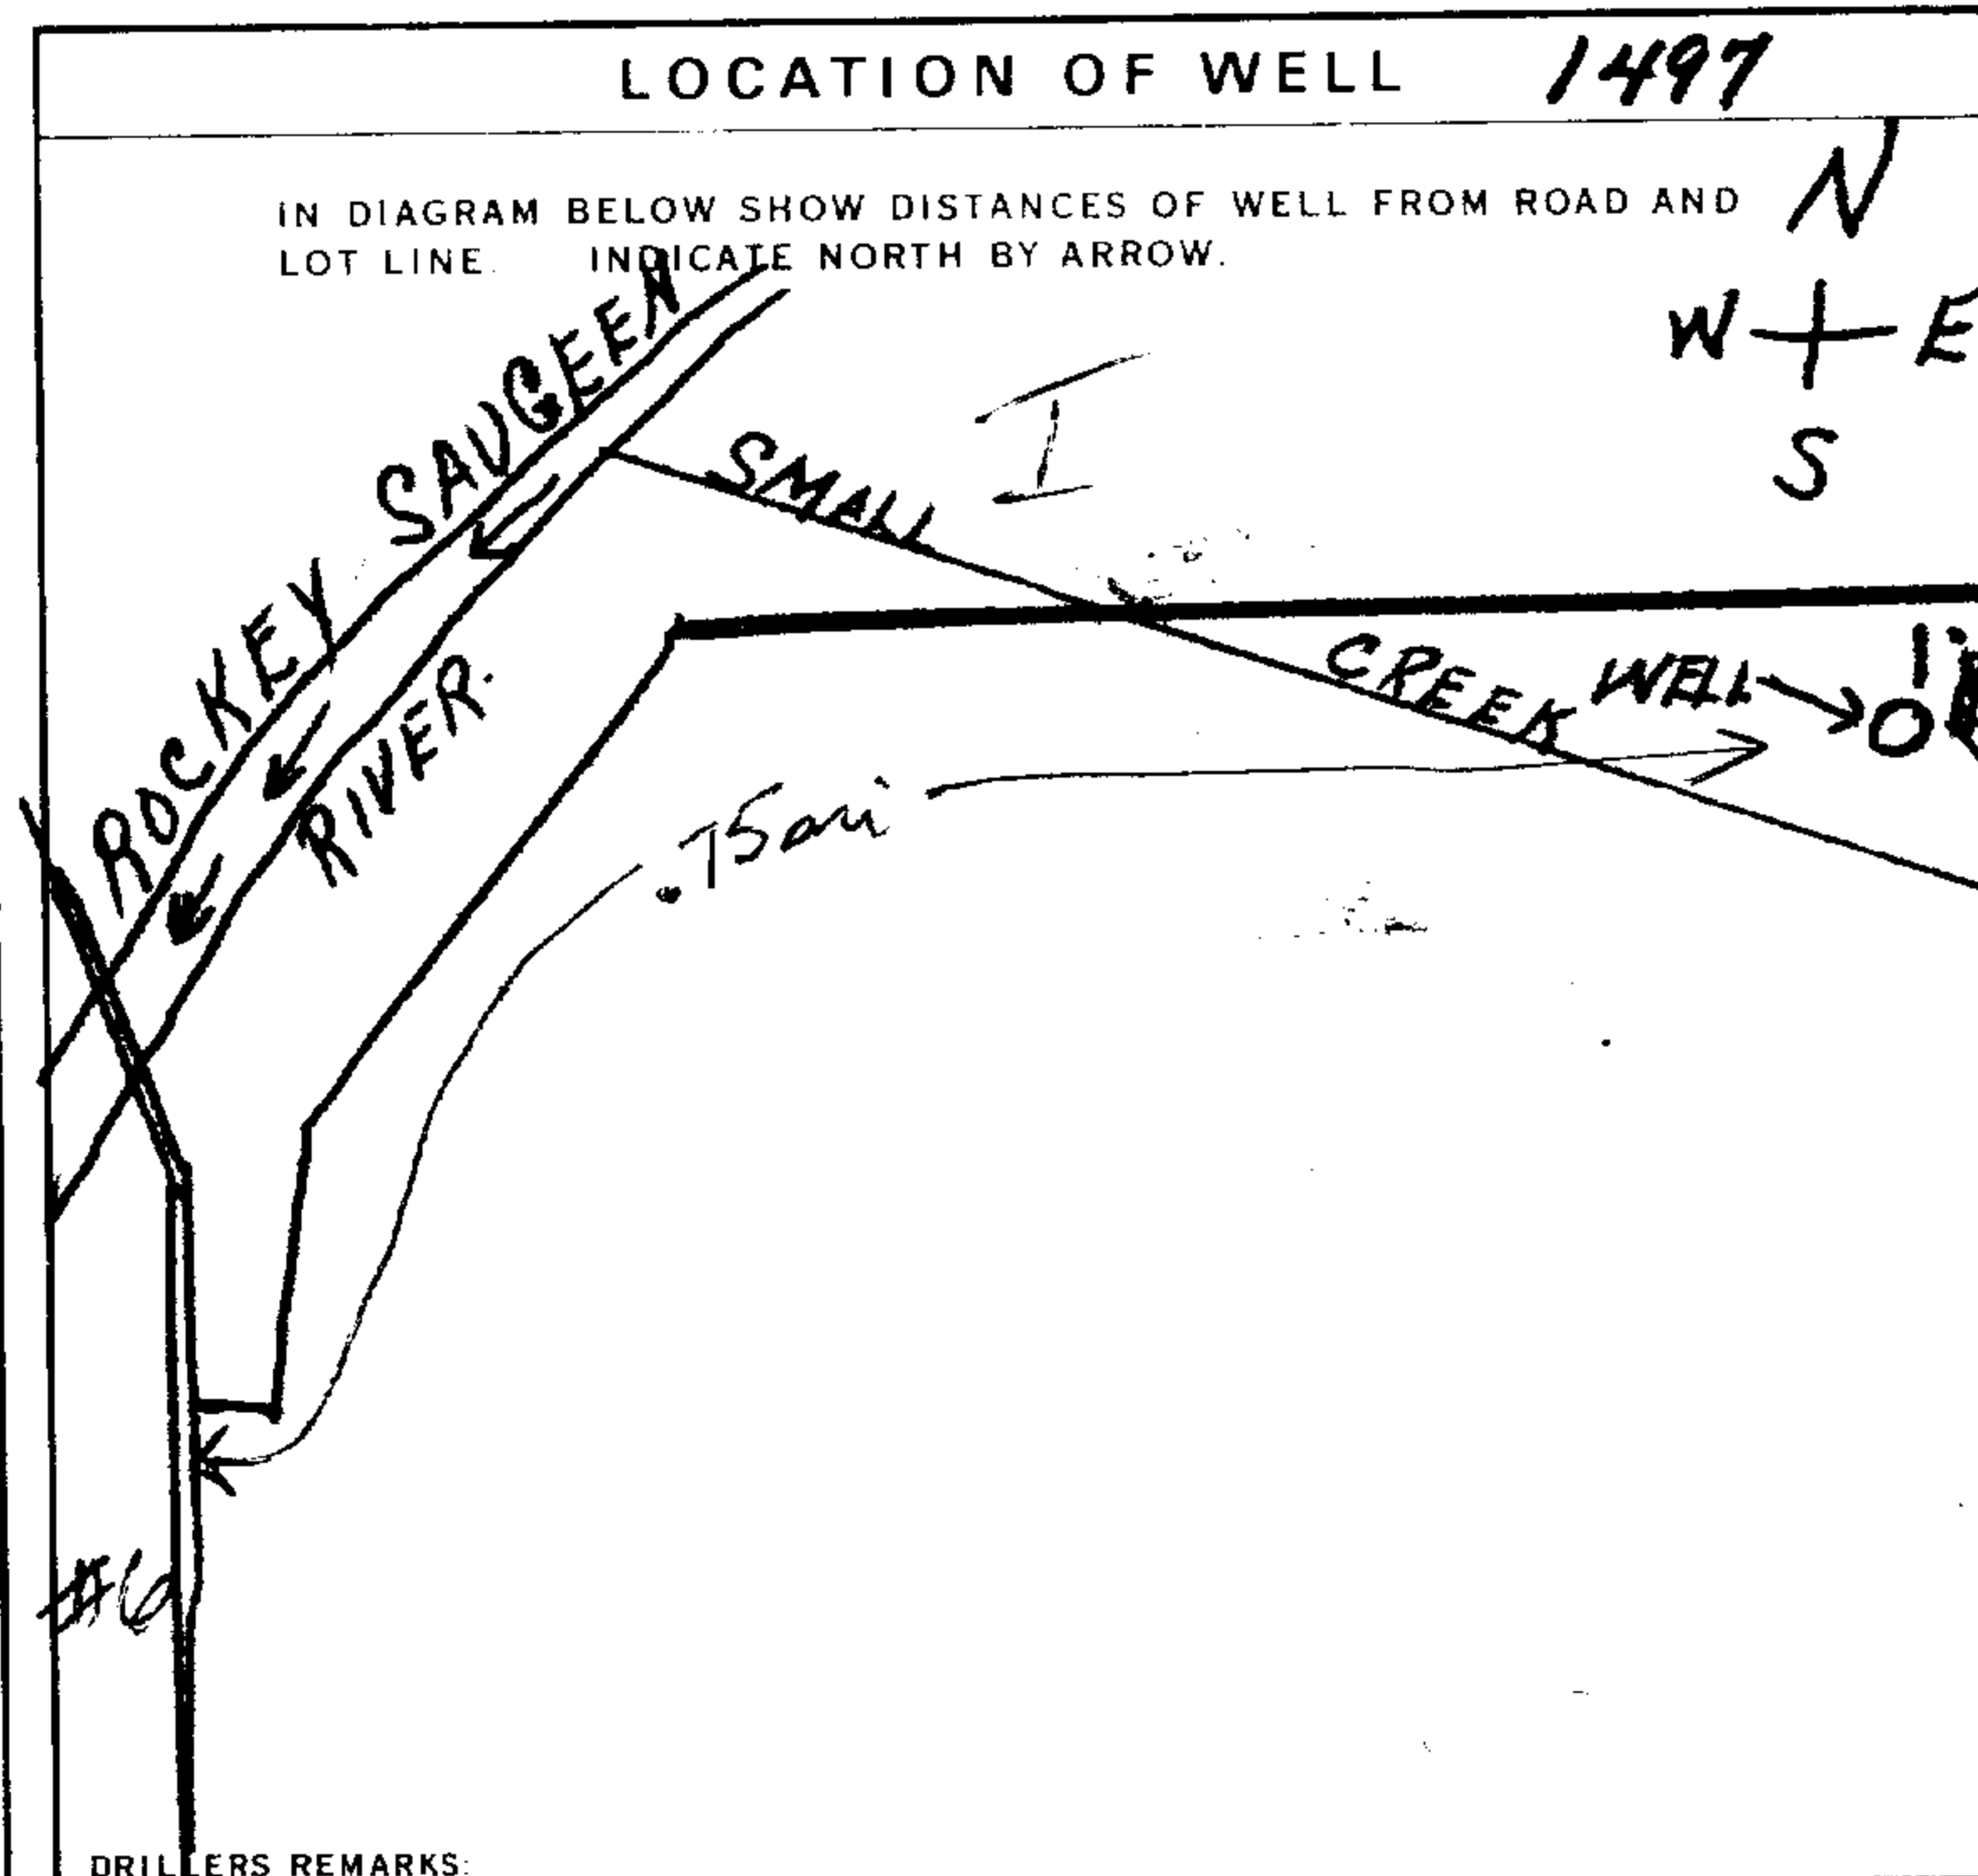 LOCATION OF WELL 1497
IN DIAGRAM BELOW SHOW DISTANCES OF WELL FROM ROAD AND
LOT LINE. INDICATE NORTH BY ARROW.
N
W E
S
ROCKEY SAUGEEN
RIVER.
SMALL
CREEK
I
WELL
.75 mi
#6
DRILLERS REMARKS: